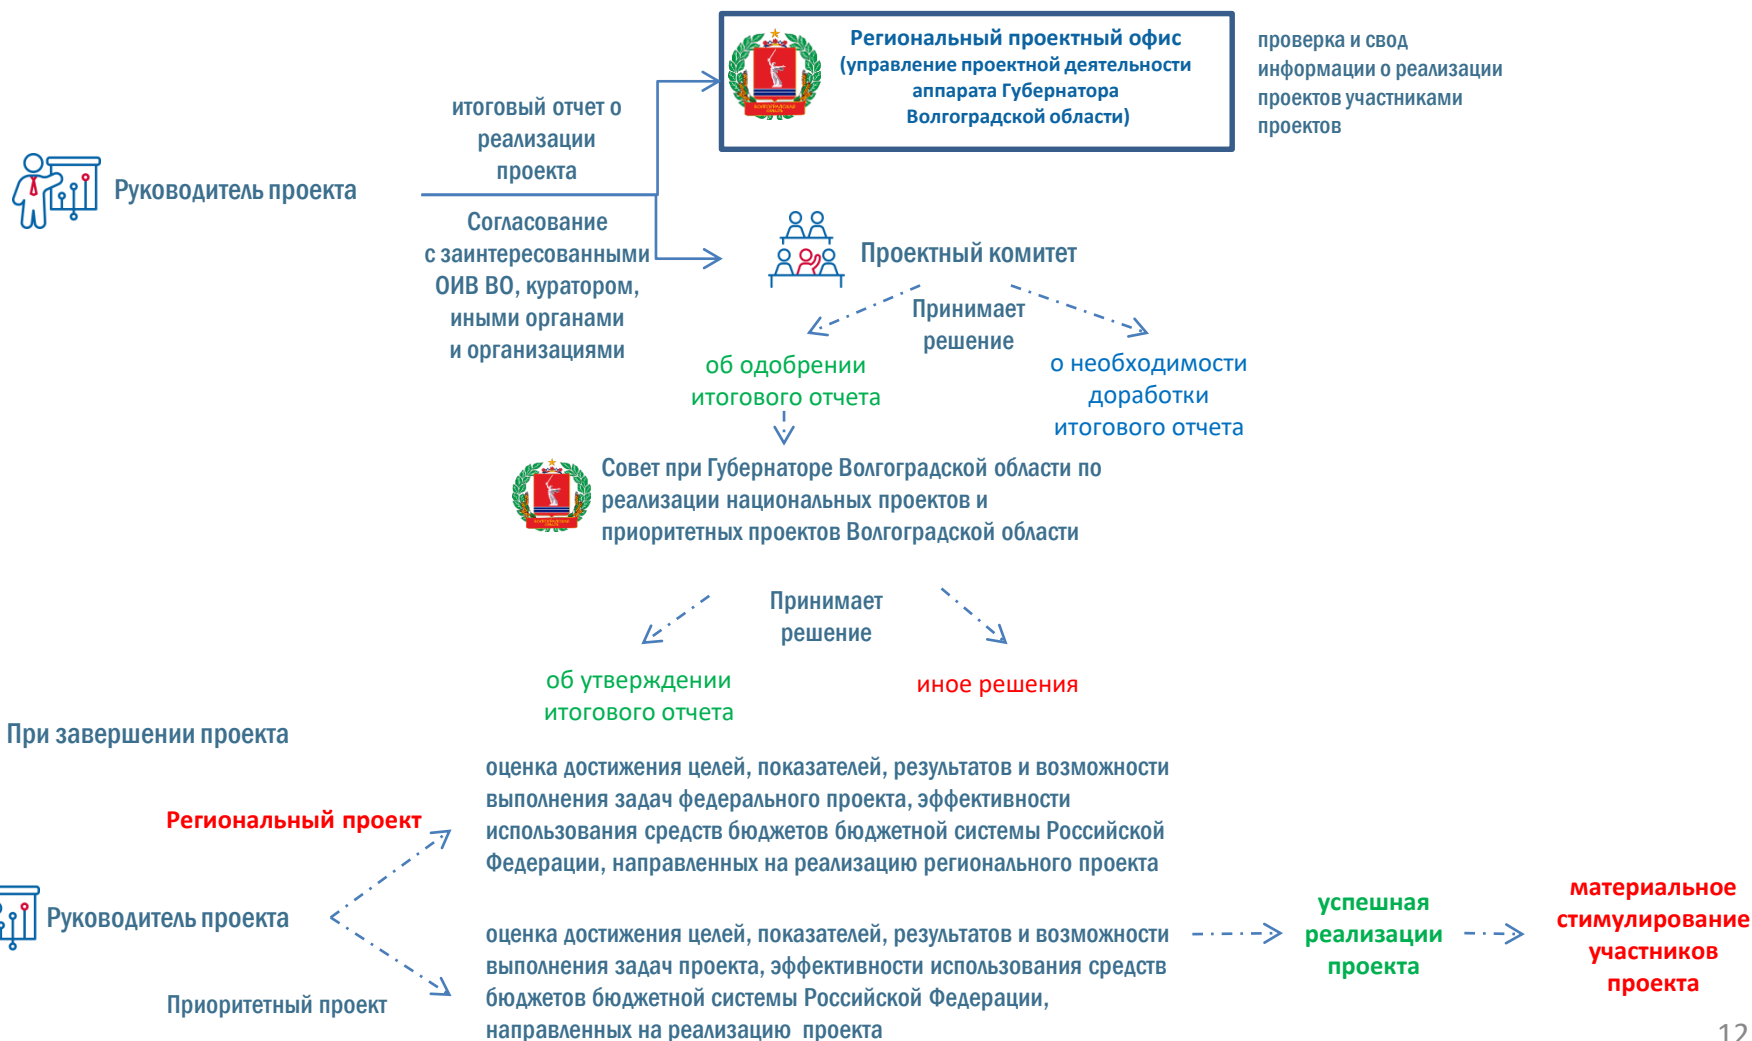 Региональный проектный офис
(управление проектной деятельности
аппарата Губернатора
Волгоградской области)
проверка и свод
информации о реализации
проектов участниками
проектов
итоговый отчет о
реализации
проекта
Руководитель проекта
Согласование
с заинтересованными
ОИВ ВО, куратором,
иными органами
и организациями
Проектный комитет
Принимает
решение
об одобрении
итогового отчета
о необходимости
доработки
итогового отчета
Совет при Губернаторе Волгоградской области по
реализации национальных проектов и
приоритетных проектов Волгоградской области
Принимает
решение
об утверждении
итогового отчета
иное решения
При завершении проекта
Региональный проект
оценка достижения целей, показателей, результатов и возможности
выполнения задач федерального проекта, эффективности
использования средств бюджетов бюджетной системы Российской
Федерации, направленных на реализацию регионального проекта
Руководитель проекта
Приоритетный проект
оценка достижения целей, показателей, результатов и возможности
выполнения задач проекта, эффективности использования средств
бюджетов бюджетной системы Российской Федерации,
направленных на реализацию проекта
успешная
реализации
проекта
материальное
стимулирование
участников
проекта
12